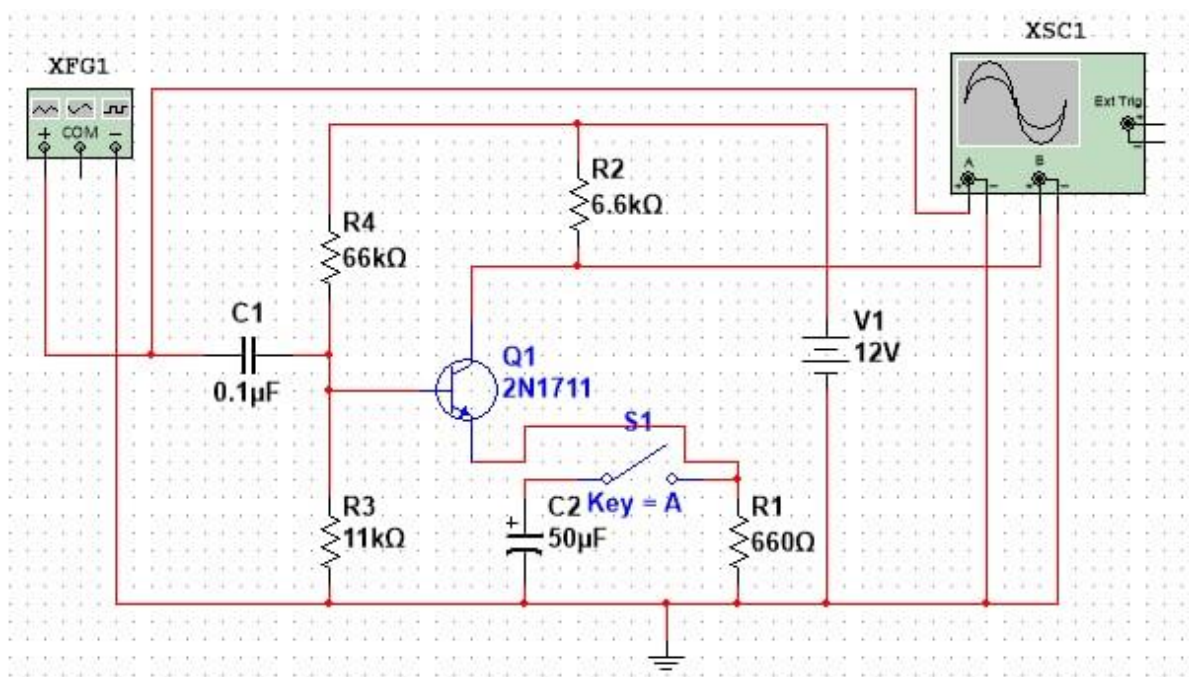 XSC1
XFG1
Ext Trig
+ COM −
A
B
R2
6.6kΩ
R4
66kΩ
C1
0.1µF
V1
12V
Q1
2N1711
S1
Key = A
R3
11kΩ
C2
50µF
+
R1
660Ω